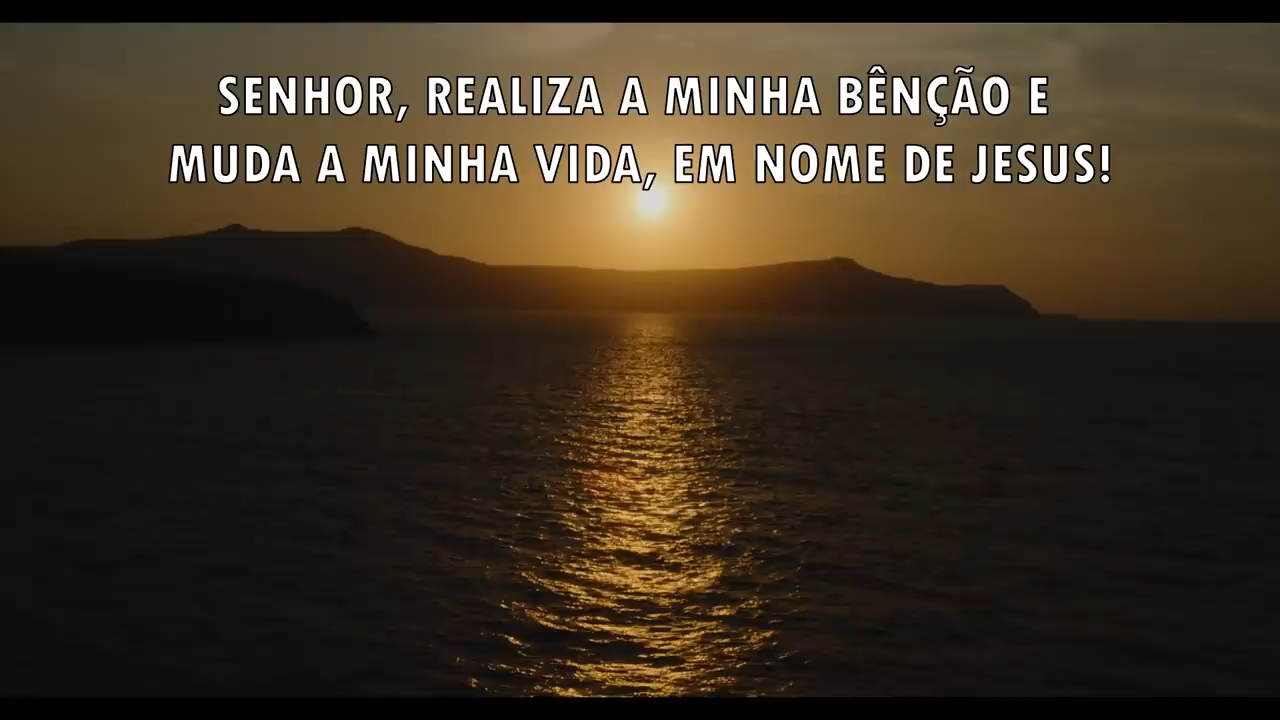 SENHOR, REALIZA A MINHA BÊNÇÃO E
MUDA A MINHA VIDA, EM NOME DE JESUS!